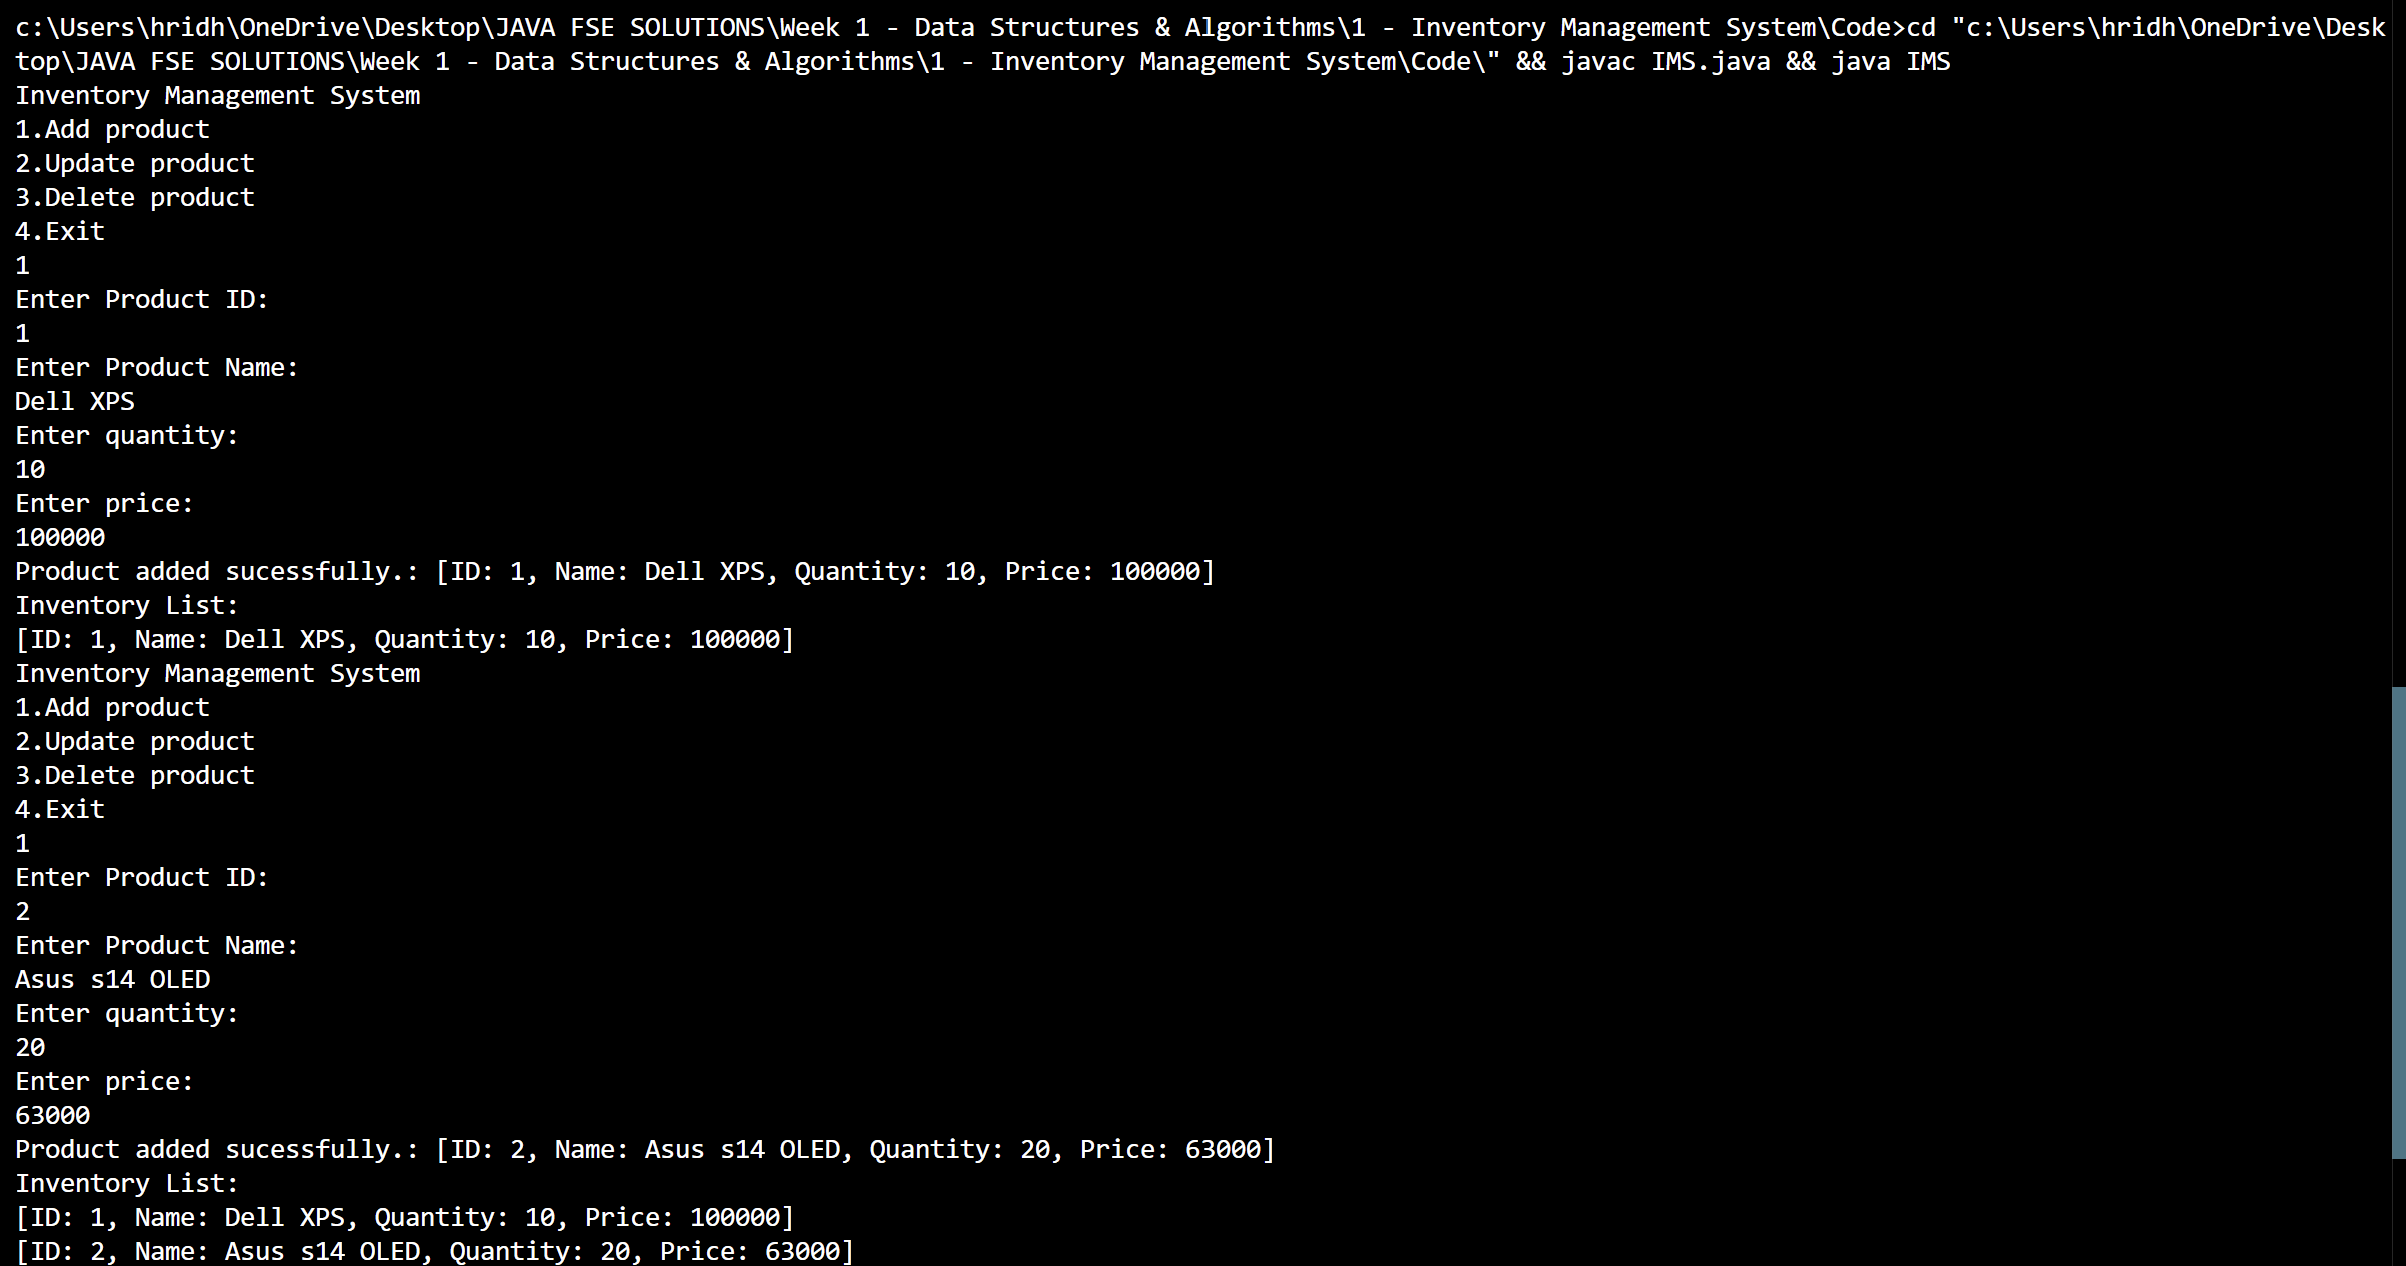 c:\Users\hridh\OneDrive\Desktop\JAVA FSE SOLUTIONS\Week 1 - Data Structures & Algorithms\1 - Inventory Management System\Code>cd "c:\Users\hridh\OneDrive\Desk
top\JAVA FSE SOLUTIONS\Week 1 - Data Structures & Algorithms\1 - Inventory Management System\Code\" && javac IMS.java && java IMS
Inventory Management System
1.Add product
2.Update product
3.Delete product
4.Exit
1
Enter Product ID:
1
Enter Product Name:
Dell XPS
Enter quantity:
10
Enter price:
100000
Product added sucessfully.: [ID: 1, Name: Dell XPS, Quantity: 10, Price: 100000]
Inventory List:
[ID: 1, Name: Dell XPS, Quantity: 10, Price: 100000]
Inventory Management System
1.Add product
2.Update product
3.Delete product
4.Exit
1
Enter Product ID:
2
Enter Product Name:
Asus s14 OLED
Enter quantity:
20
Enter price:
63000
Product added sucessfully.: [ID: 2, Name: Asus s14 OLED, Quantity: 20, Price: 63000]
Inventory List:
[ID: 1, Name: Dell XPS, Quantity: 10, Price: 100000]
[ID: 2, Name: Asus s14 OLED, Quantity: 20, Price: 63000]